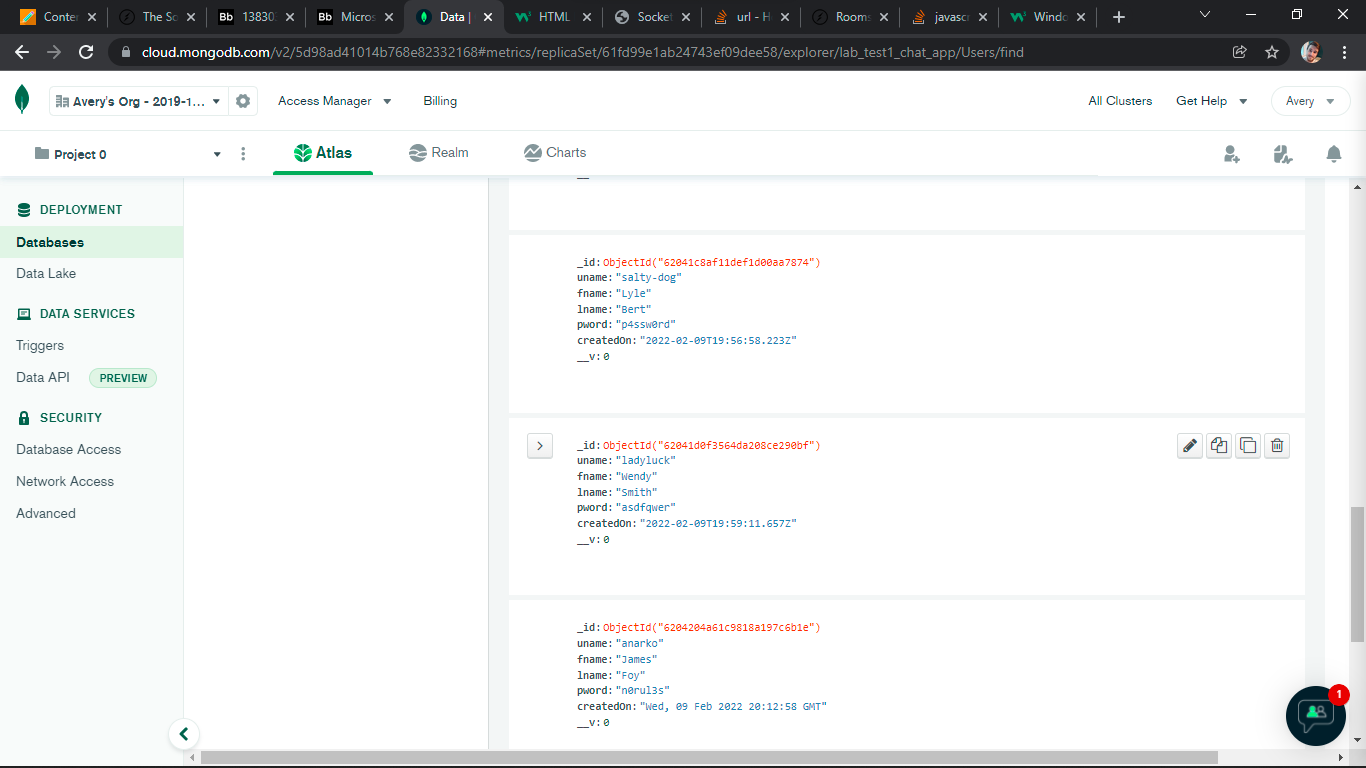 Conten
The So
Bb 13830
Bb Micros
Data |
HTML
Socket
url - H
Rooms
javascr
Windo
cloud.mongodb.com/v2/5d98ad41014b768e82332168#metrics/replicaSet/61fd99e1ab24743ef09dee58/explorer/lab_test1_chat_app/Users/find
Avery's Org - 2019-1...
Access Manager
Billing
All Clusters
Get Help
Avery
Project 0
Atlas
Realm
Charts
DEPLOYMENT
Databases
Data Lake
DATA SERVICES
Triggers
Data API PREVIEW
SECURITY
Database Access
Network Access
Advanced
_id: ObjectId("62041c8af11def1d00aa7874")
uname: "salty-dog"
fname: "Lyle"
lname: "Bert"
pword: "p4ssw0rd"
createdOn: "2022-02-09T19:56:58.223Z"
__v: 0
_id: ObjectId("62041d0f3564da208ce290bf")
uname: "ladyluck"
fname: "Wendy"
lname: "Smith"
pword: "asdfqwer"
createdOn: "2022-02-09T19:59:11.657Z"
__v: 0
_id: ObjectId("6204204a61c9818a197c6b1e")
uname: "anarko"
fname: "James"
lname: "Foy"
pword: "n0rul3s"
createdOn: "Wed, 09 Feb 2022 20:12:58 GMT"
__v: 0
1